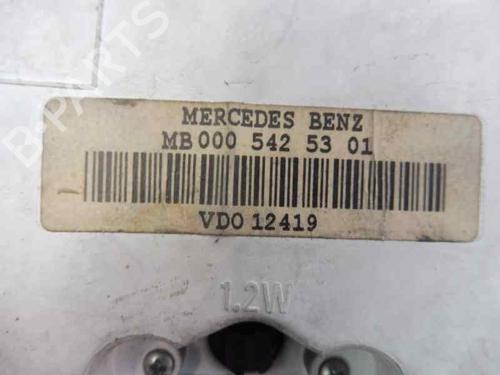 B-PARTS
MERCEDES BENZ
MB 000 542 53 01
VDO 12419
1.2W